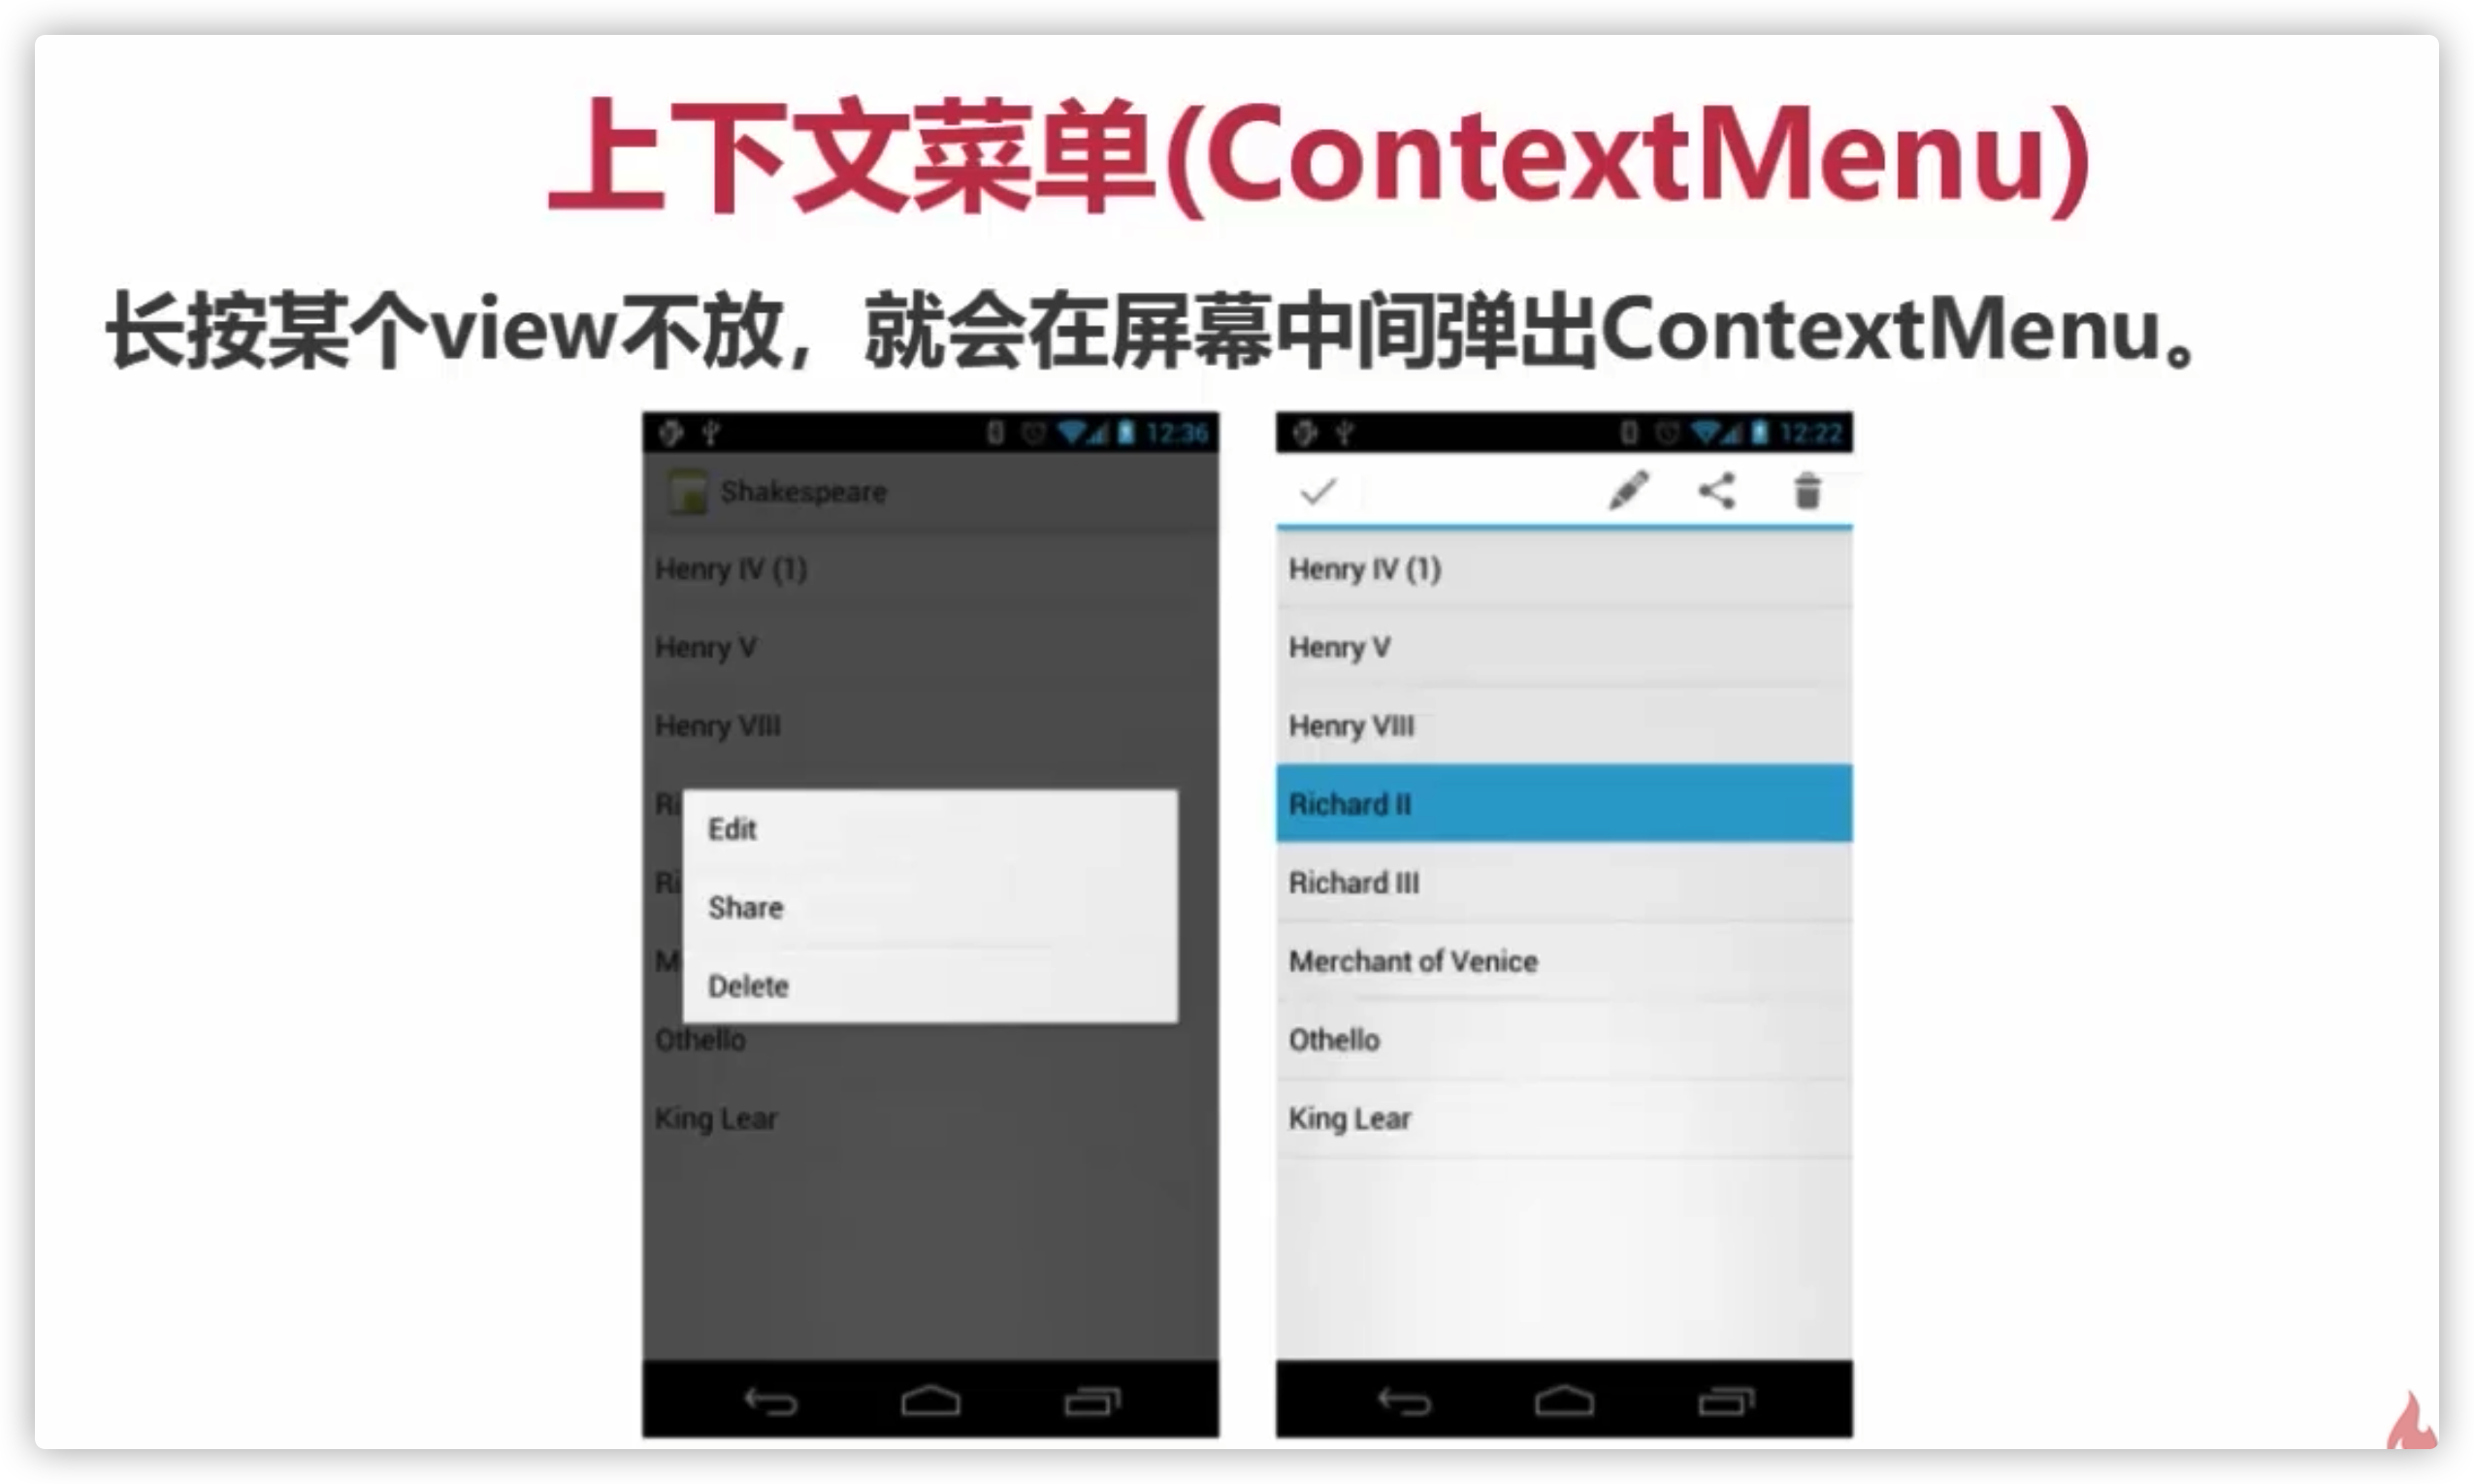 上下文菜单(ContextMenu)
长按某个view不放，就会在屏幕中间弹出ContextMenu。
12:36
Shakespeare
Henry IV (1)
Henry V
Henry VIII
Ri
Edit
Ri
Share
M
Delete
Othello
King Lear
12:22
Henry IV (1)
Henry V
Henry VIII
Richard II
Richard III
Merchant of Venice
Othello
King Lear